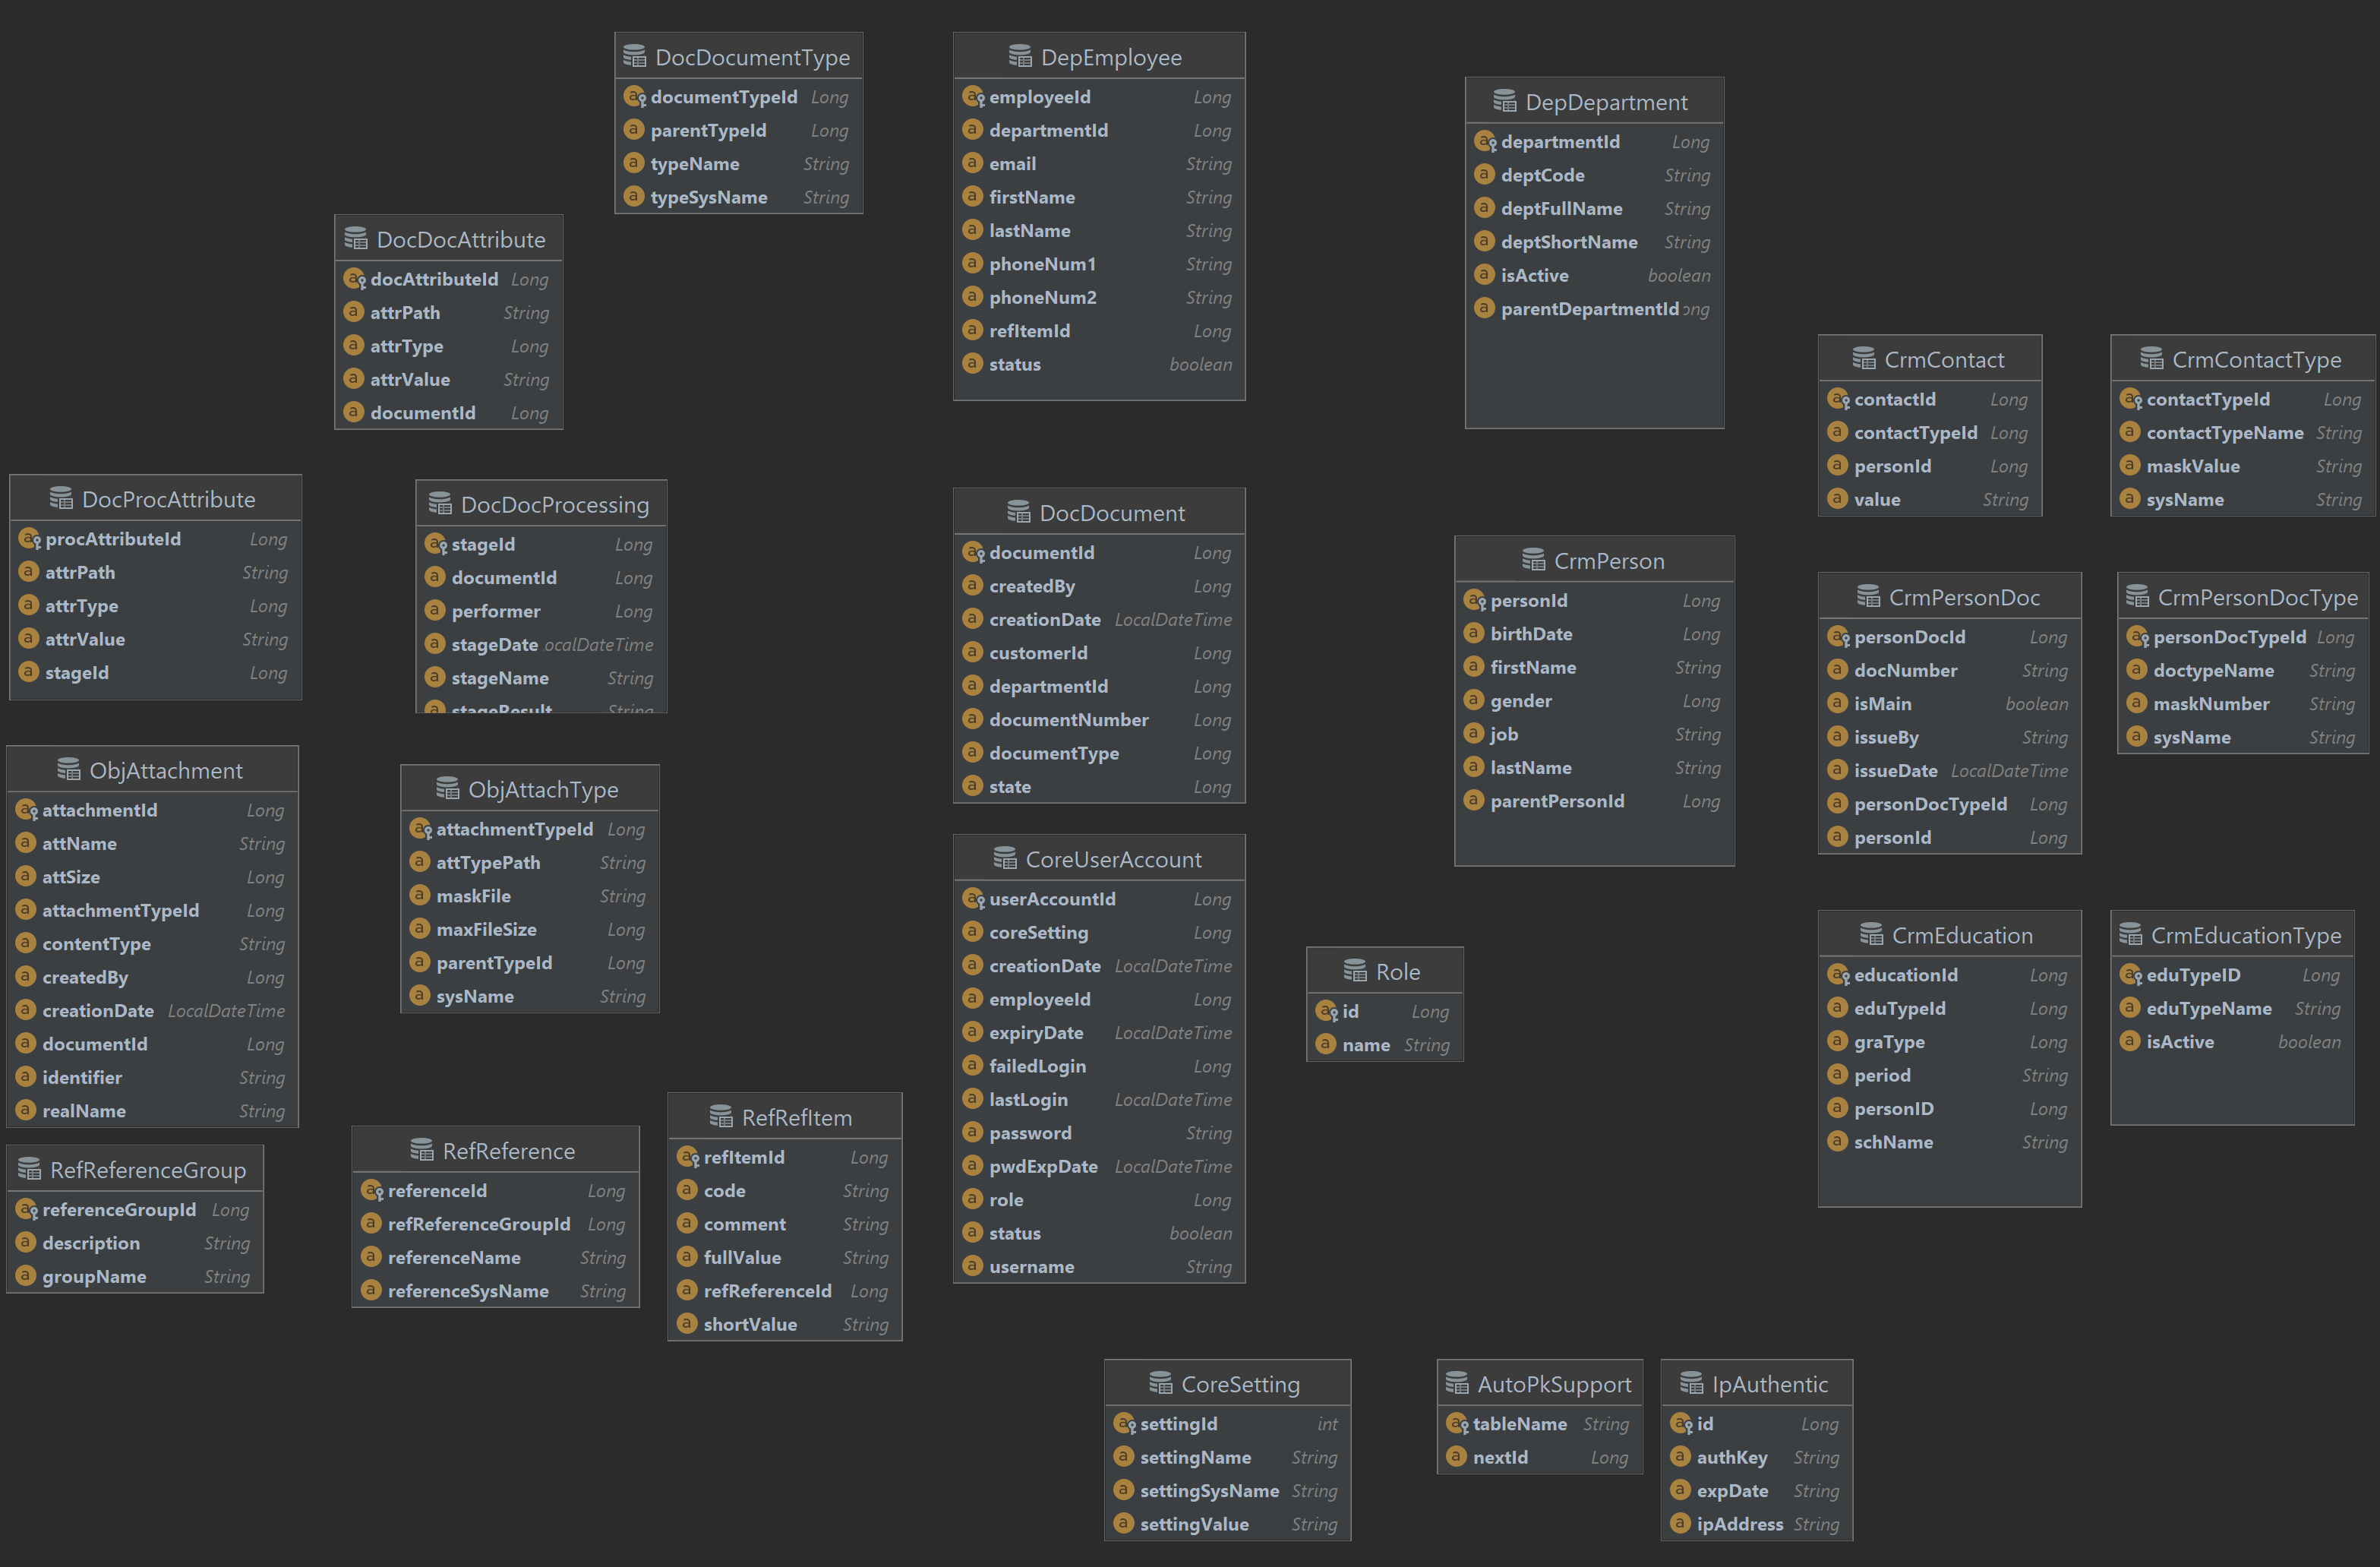 DocDocumentType
documentTypeId Long
parentTypeId Long
typeName String
typeSysName String
DepEmployee
employeeId Long
departmentId Long
email String
firstName String
lastName String
phoneNum1 String
phoneNum2 String
refItemId Long
status boolean
DepDepartment
departmentId Long
deptCode String
deptFullName String
deptShortName String
isActive boolean
parentDepartmentId ong
DocDocAttribute
docAttributeId Long
attrPath String
attrType Long
attrValue String
documentId Long
CrmContact
contactId Long
contactTypeId Long
personId Long
value String
CrmContactType
contactTypeId Long
contactTypeName String
maskValue String
sysName String
DocProcAttribute
procAttributeId Long
attrPath String
attrType Long
attrValue String
stageId Long
DocDocProcessing
stageId Long
documentId Long
performer Long
stageDate ocalDateTime
stageName String
stageResult String
DocDocument
documentId Long
createdBy Long
creationDate LocalDateTime
customerId Long
departmentId Long
documentNumber Long
documentType Long
state Long
CrmPerson
personId Long
birthDate Long
firstName String
gender Long
job String
lastName String
parentPersonId Long
CrmPersonDoc
personDocId Long
docNumber String
isMain boolean
issueBy String
issueDate LocalDateTime
personDocTypeId Long
personId Long
CrmPersonDocType
personDocTypeId Long
doctypeName String
maskNumber String
sysName String
ObjAttachment
attachmentId Long
attName String
attSize Long
attachmentTypeId Long
contentType String
createdBy Long
creationDate LocalDateTime
documentId Long
identifier String
realName String
ObjAttachType
attachmentTypeId Long
attTypePath String
maskFile String
maxFileSize Long
parentTypeId Long
sysName String
CoreUserAccount
userAccountId Long
coreSetting Long
creationDate LocalDateTime
employeeId Long
expiryDate LocalDateTime
failedLogin Long
lastLogin LocalDateTime
password String
pwdExpDate LocalDateTime
role Long
status boolean
username String
Role
id Long
name String
CrmEducation
educationId Long
eduTypeId Long
graType Long
period String
personID Long
schName String
CrmEducationType
eduTypeID Long
eduTypeName String
isActive boolean
RefReferenceGroup
referenceGroupId Long
description String
groupName String
RefReference
referenceId Long
refReferenceGroupId Long
referenceName String
referenceSysName String
RefRefItem
refItemId Long
code String
comment String
fullValue String
refReferenceId Long
shortValue String
CoreSetting
settingId int
settingName String
settingSysName String
settingValue String
AutoPkSupport
tableName String
nextId Long
IpAuthentic
id Long
authKey String
expDate String
ipAddress String